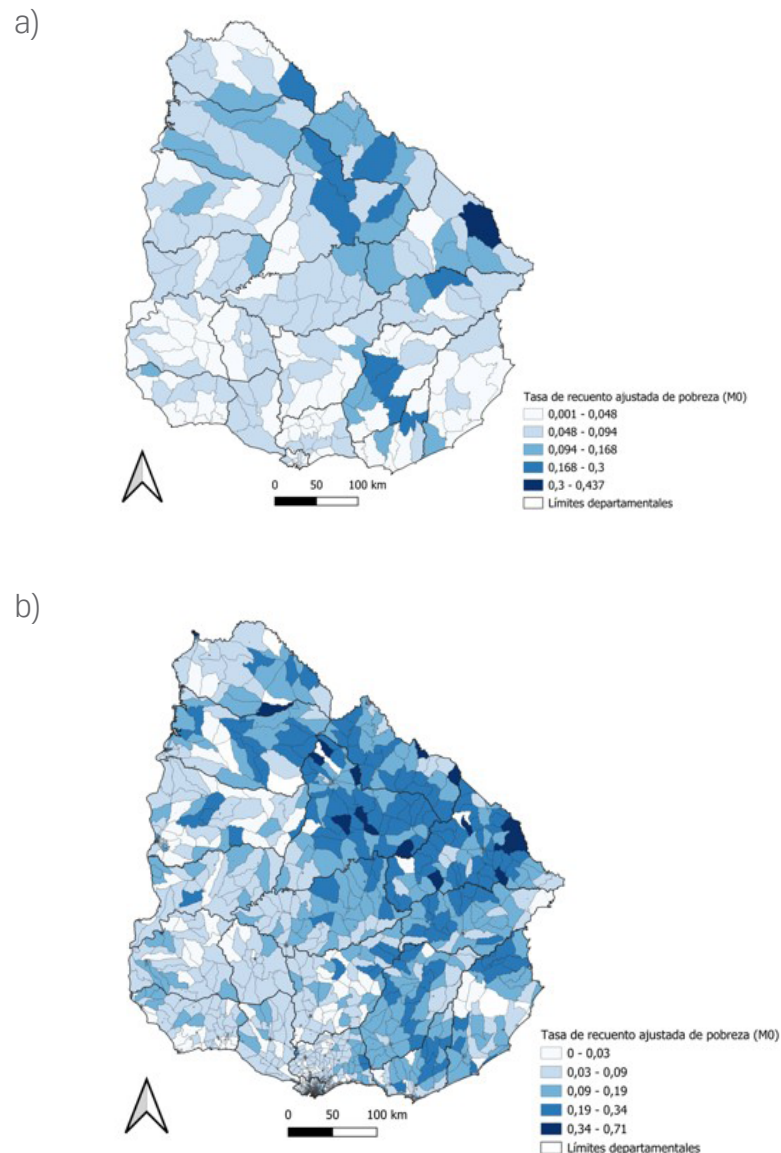 a)
Tasa de recuento ajustada de pobreza (M0)
0,001 - 0,048
0,048 - 0,094
0,094 - 0,168
0,168 - 0,3
0,3 - 0,437
Límites departamentales
0 50 100 km
b)
Tasa de recuento ajustada de pobreza (M0)
0 - 0,03
0,03 - 0,09
0,09 - 0,19
0,19 - 0,34
0,34 - 0,71
Límites departamentales
0 50 100 km